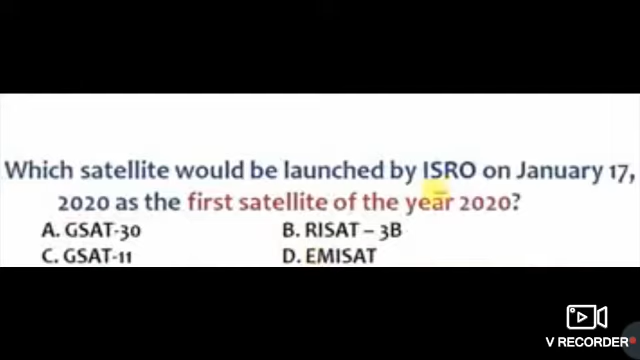 Which satellite would be launched by ISRO on January 17,
2020 as the first satellite of the year 2020?
A. GSAT-30 B. RISAT – 3B
C. GSAT-11 D. EMISAT
V RECORDER